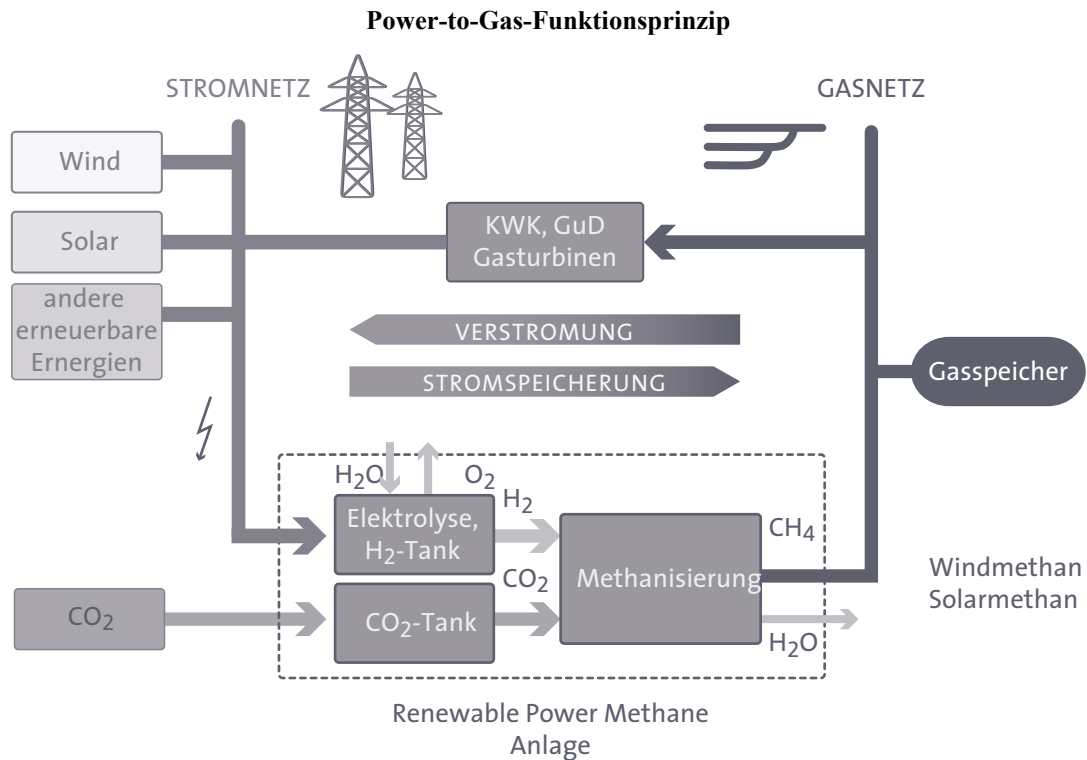 Power-to-Gas-Funktionsprinzip
STROMNETZ
GASNETZ
Wind
Solar
andere
erneuerbare
Ernergien
KWK, GuD
Gasturbinen
VERSTROMUNG
STROMSPEICHERUNG
Gasspeicher
H₂O
O₂
H₂
Elektrolyse,
H₂-Tank
CO₂
CO₂
CO₂-Tank
Methanisierung
CH₄
H₂O
Windmethan
Solarmethan
Renewable Power Methane
Anlage